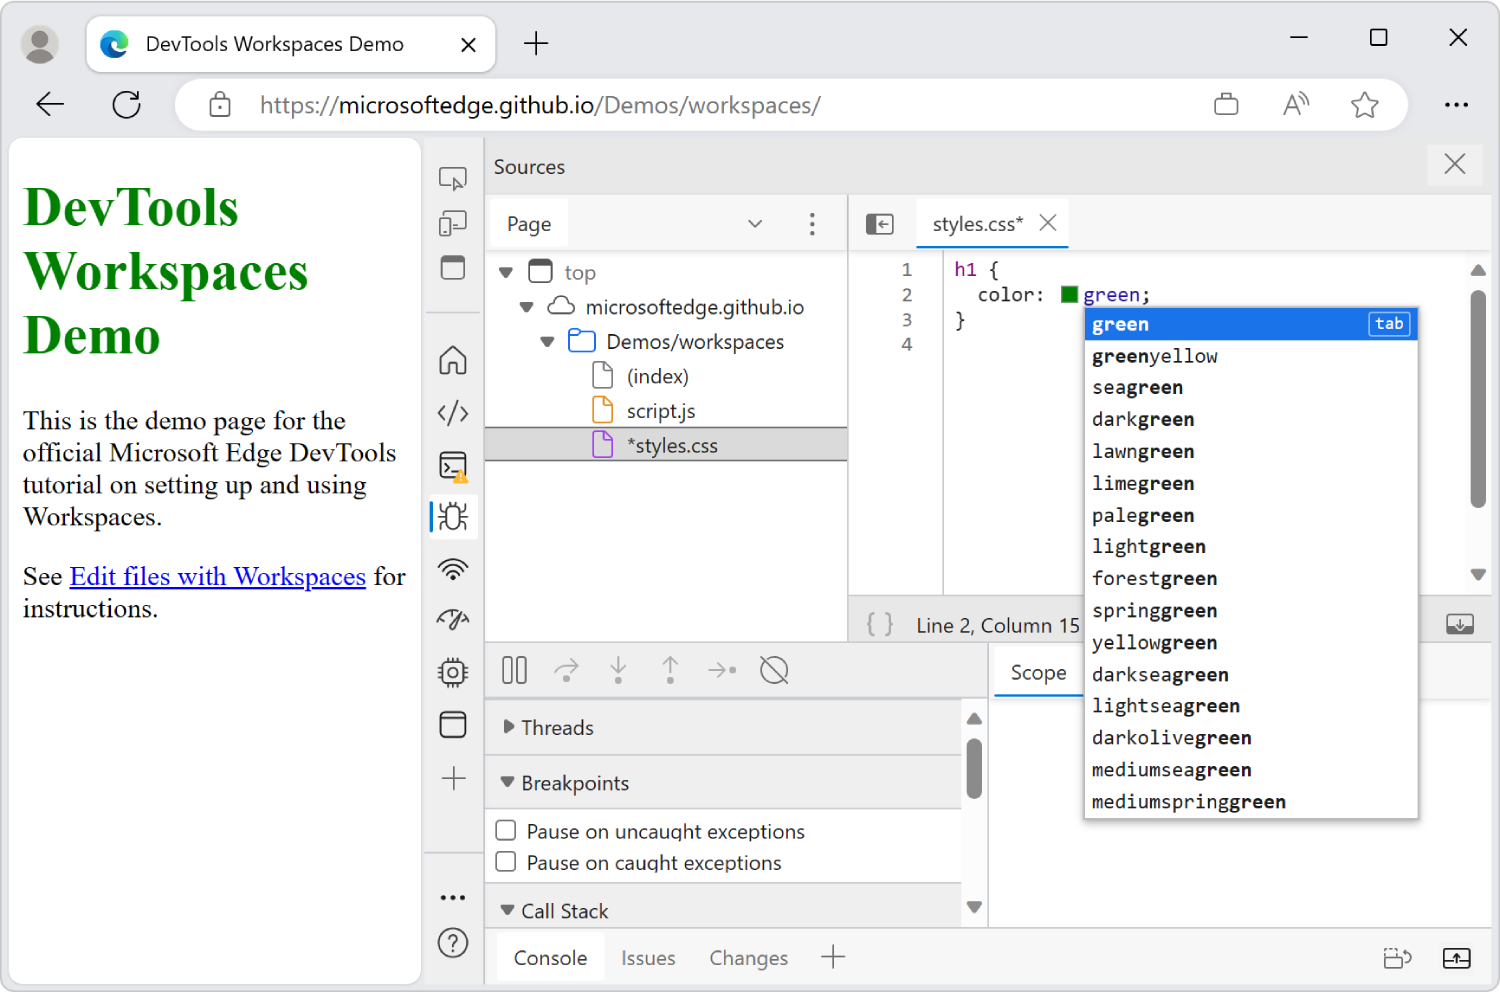 DevTools Workspaces Demo
https://microsoftedge.github.io/Demos/workspaces/
DevTools
Workspaces
Demo
This is the demo page for the
official Microsoft Edge DevTools
tutorial on setting up and using
Workspaces.
See Edit files with Workspaces for
instructions.
Sources
Page
top
microsoftedge.github.io
Demos/workspaces
(index)
script.js
*styles.css
styles.css*
1 h1 {
2 color: green;
3 }
4
green tab
greenyellow
seagreen
darkgreen
lawngreen
limegreen
palegreen
lightgreen
forestgreen
springgreen
yellowgreen
darkseagreen
lightseagreen
darkolivegreen
mediumseagreen
mediumspringgreen
{ } Line 2, Column 15
Scope
Threads
Breakpoints
Pause on uncaught exceptions
Pause on caught exceptions
Call Stack
Console Issues Changes